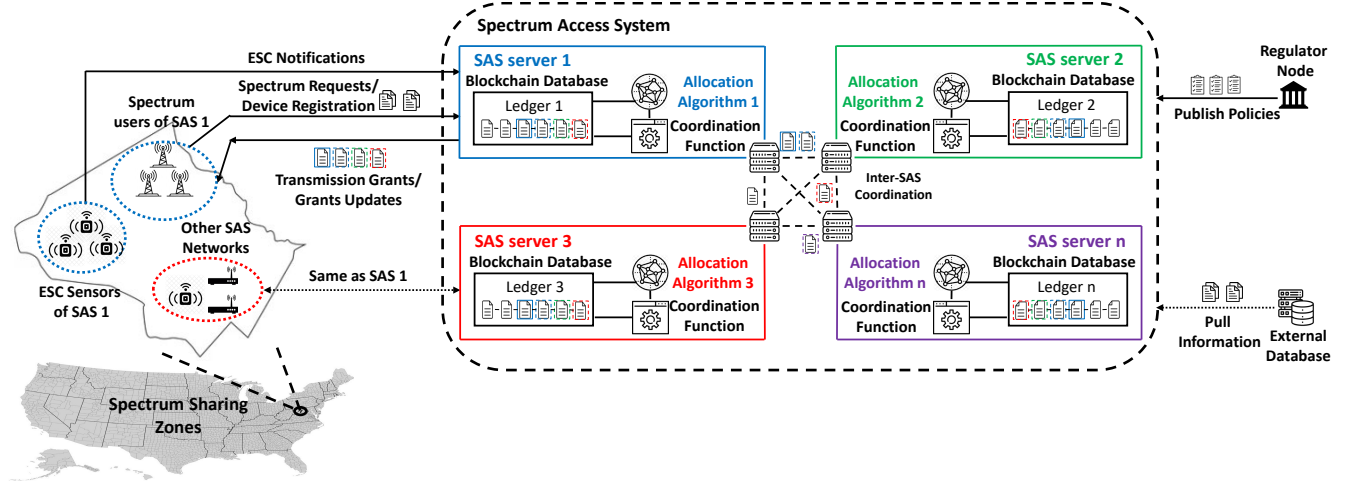 Spectrum Access System
ESC Notifications
Spectrum Requests/
Device Registration
Spectrum
users of SAS 1
Transmission Grants/
Grants Updates
Other SAS
Networks
ESC Sensors
of SAS 1
Same as SAS 1
Spectrum Sharing
Zones
SAS server 1
Blockchain Database
Ledger 1
Allocation
Algorithm 1
Coordination
Function
SAS server 2
Blockchain Database
Ledger 2
Allocation
Algorithm 2
Coordination
Function
Inter-SAS
Coordination
SAS server 3
Blockchain Database
Ledger 3
Allocation
Algorithm 3
Coordination
Function
SAS server n
Blockchain Database
Ledger n
Allocation
Algorithm n
Coordination
Function
Regulator
Node
Publish Policies
Pull
Information
External
Database